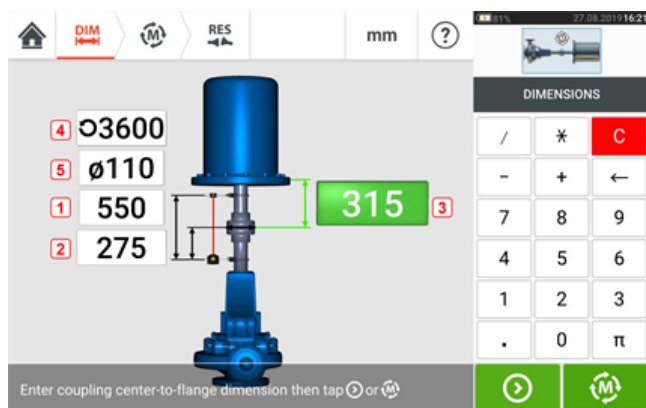 DIM
M
RES
mm
?
81%
27.08.2019 16:21
DIMENSIONS
4 3600
5 ø110
1 550
2 275
315 3
/ * C
- + ←
7 8 9
4 5 6
1 2 3
. 0 π
Enter coupling center-to-flange dimension then tap or M
M